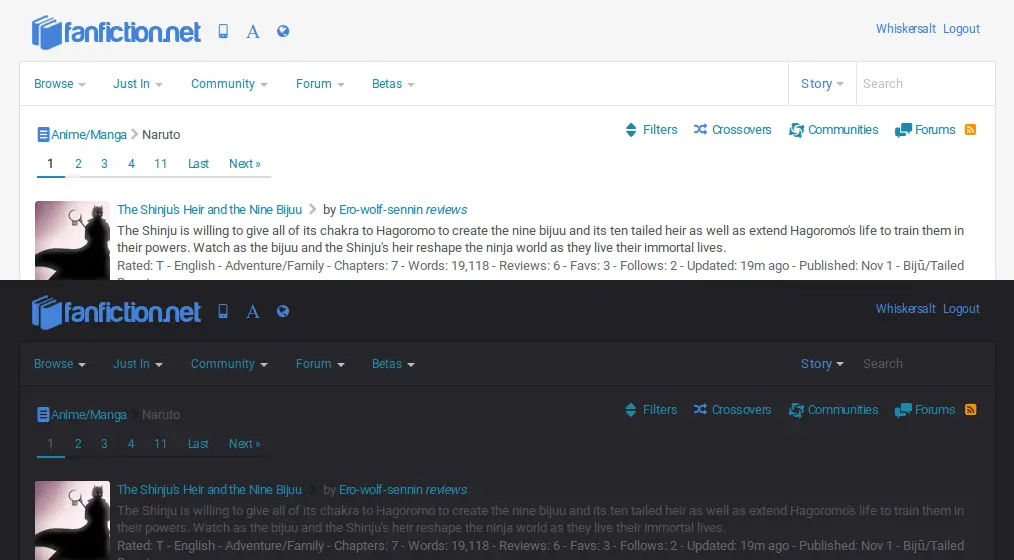 fanfiction.net A Whiskersalt Logout
Browse Just In Community Forum Betas Story Search
Anime/Manga Naruto Filters Crossovers Communities Forums
1 2 3 4 11 Last Next »
The Shinju's Heir and the Nine Bijuu by Ero-wolf-sennin reviews
The Shinju is willing to give all of its chakra to Hagoromo to create the nine bijuu and its ten tailed heir as well as extend Hagoromo's life to train them in
their powers. Watch as the bijuu and the Shinju's heir reshape the ninja world as they live their immortal lives.
Rated: T - English - Adventure/Family - Chapters: 7 - Words: 19,118 - Reviews: 6 - Favs: 3 - Follows: 2 - Updated: 19m ago - Published: Nov 1 - Bijū/Tailed
fanfiction.net A Whiskersalt Logout
Browse Just In Community Forum Betas Story Search
Anime/Manga Naruto Filters Crossovers Communities Forums
1 2 3 4 11 Last Next »
The Shinju's Heir and the Nine Bijuu by Ero-wolf-sennin reviews
The Shinju is willing to give all of its chakra to Hagoromo to create the nine bijuu and its ten tailed heir as well as extend Hagoromo's life to train them in
their powers. Watch as the bijuu and the Shinju's heir reshape the ninja world as they live their immortal lives.
Rated: T - English - Adventure/Family - Chapters: 7 - Words: 19,118 - Reviews: 6 - Favs: 3 - Follows: 2 - Updated: 19m ago - Published: Nov 1 - Bijū/Tailed